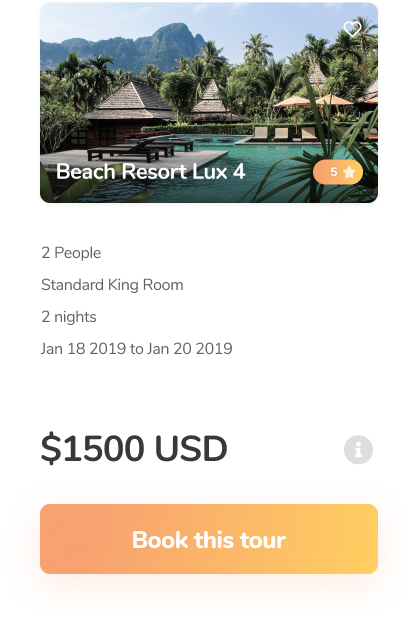 Beach Resort Lux 4
5
2 People
Standard King Room
2 nights
Jan 18 2019 to Jan 20 2019
$1500 USD
Book this tour